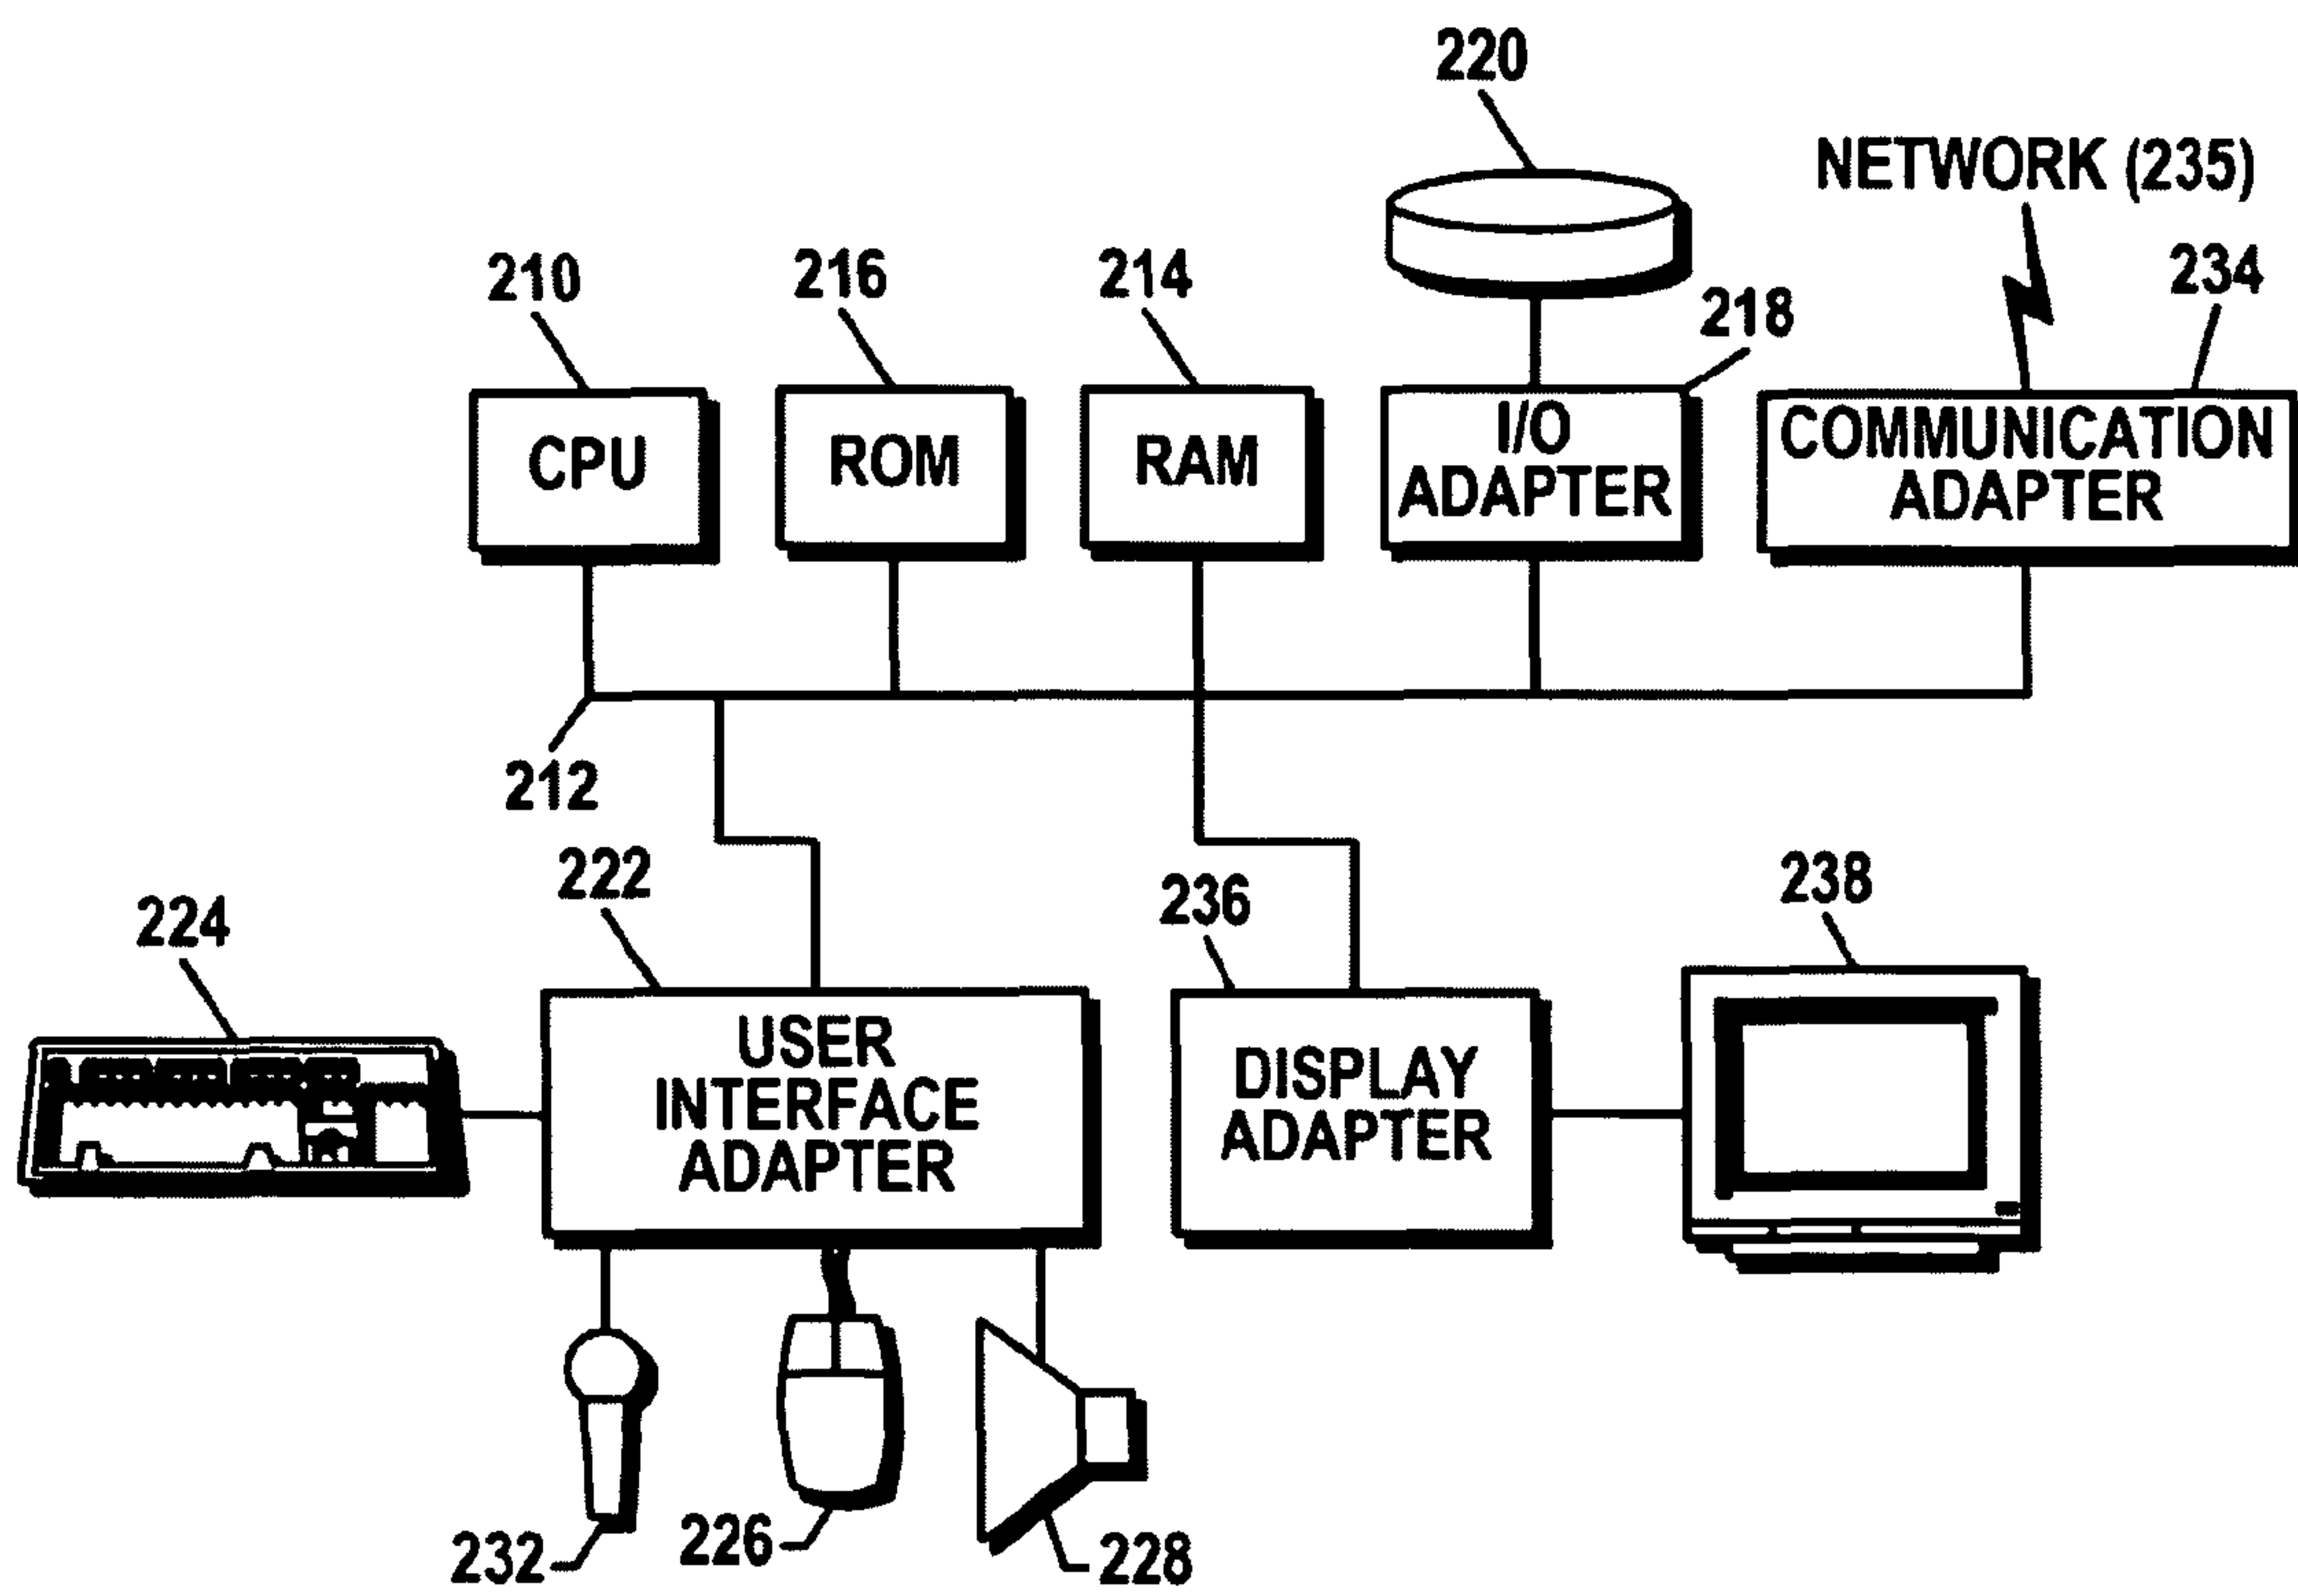 220
NETWORK (235)
210
216
214
218
234
CPU
ROM
RAM
I/O
ADAPTER
COMMUNICATION
ADAPTER
212
222
224
236
238
USER
INTERFACE
ADAPTER
DISPLAY
ADAPTER
232
226
228